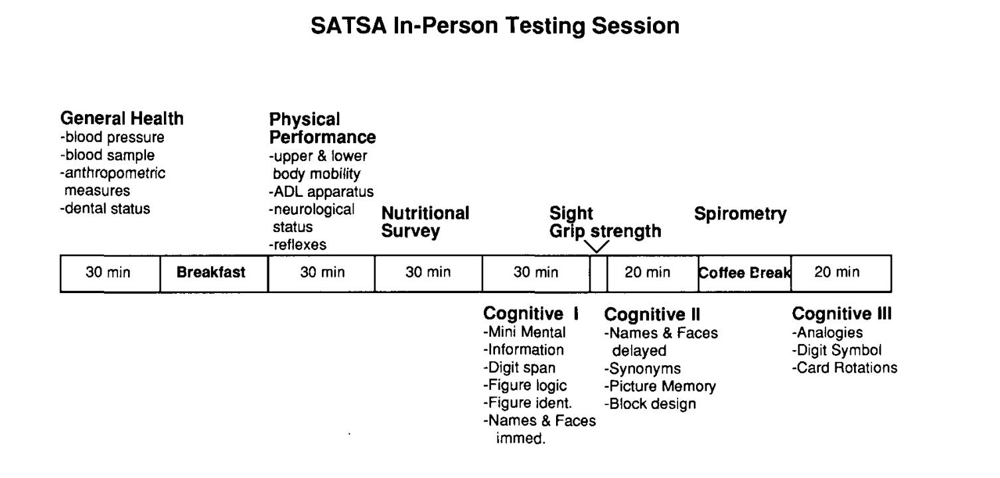 SATSA In-Person Testing Session
General Health
-blood pressure
-blood sample
-anthropometric
measures
-dental status
Physical
Performance
-upper & lower
body mobility
-ADL apparatus
-neurological
status
-reflexes
Nutritional
Survey
Sight
Grip strength
Spirometry
30 min
Breakfast
30 min
30 min
30 min
20 min
Coffee Break
20 min
Cognitive I
-Mini Mental
-Information
-Digit span
-Figure logic
-Figure ident.
-Names & Faces
immed.
Cognitive II
-Names & Faces
delayed
-Synonyms
-Picture Memory
-Block design
Cognitive III
-Analogies
-Digit Symbol
-Card Rotations